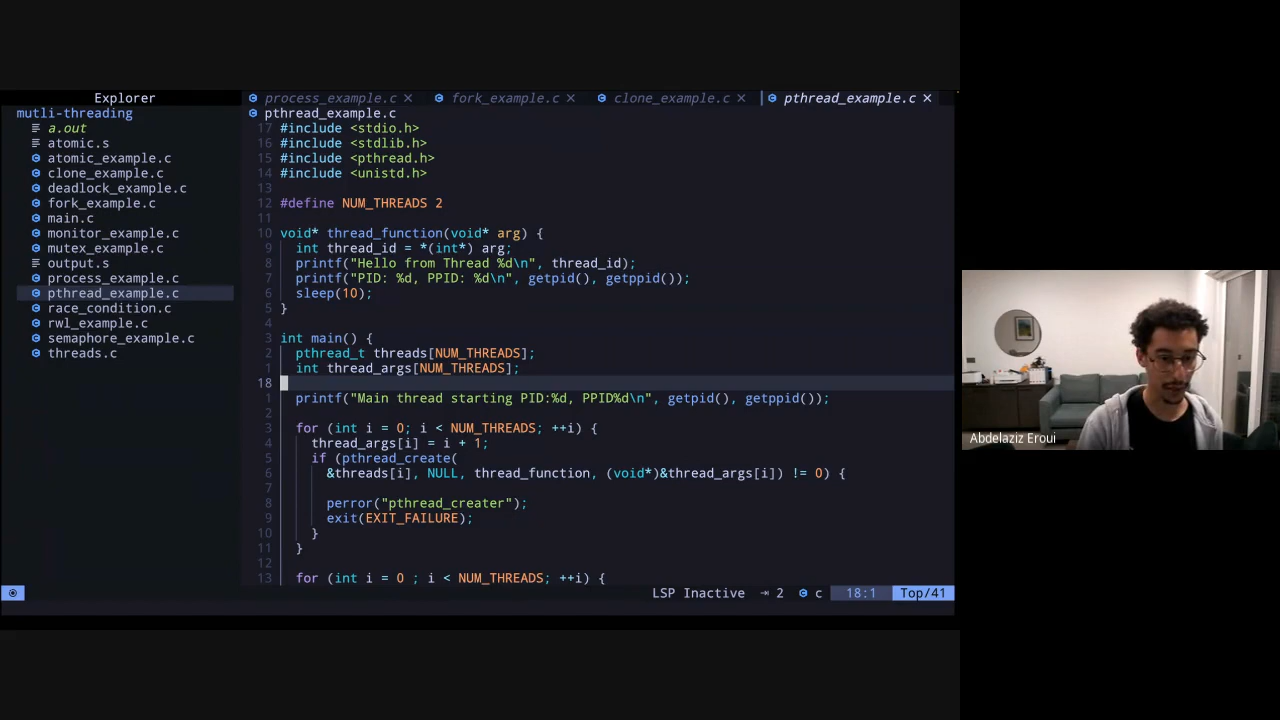 Explorer
mutli-threading
a.out
atomic.s
atomic_example.c
clone_example.c
deadlock_example.c
fork_example.c
main.c
monitor_example.c
mutex_example.c
output.s
process_example.c
pthread_example.c
race_condition.c
rwl_example.c
semaphore_example.c
threads.c
process_example.c × fork_example.c × clone_example.c × pthread_example.c ×
pthread_example.c
17 #include <stdio.h>
16 #include <stdlib.h>
15 #include <pthread.h>
14 #include <unistd.h>
13
12 #define NUM_THREADS 2
11
10 void* thread_function(void* arg) {
9 int thread_id = *(int*) arg;
8 printf("Hello from Thread %d\n", thread_id);
7 printf("PID: %d, PPID: %d\n", getpid(), getppid());
6 sleep(10);
5 }
4
3 int main() {
2 pthread_t threads[NUM_THREADS];
1 int thread_args[NUM_THREADS];
18
1 printf("Main thread starting PID:%d, PPID%d\n", getpid(), getppid());
2
3 for (int i = 0; i < NUM_THREADS; ++i) {
4 thread_args[i] = i + 1;
5 if (pthread_create(
6 &threads[i], NULL, thread_function, (void*)&thread_args[i]) != 0) {
7
8 perror("pthread_creater");
9 exit(EXIT_FAILURE);
10 }
11 }
12
13 for (int i = 0 ; i < NUM_THREADS; ++i) {
LSP Inactive ⇥ 2 c 18:1 Top/41
Abdelaziz Eroui